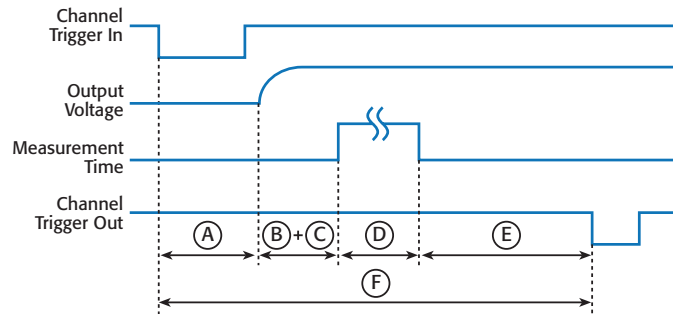 Channel
Trigger In
Output
Voltage
Measurement
Time
Channel
Trigger Out
A B+C D E
F